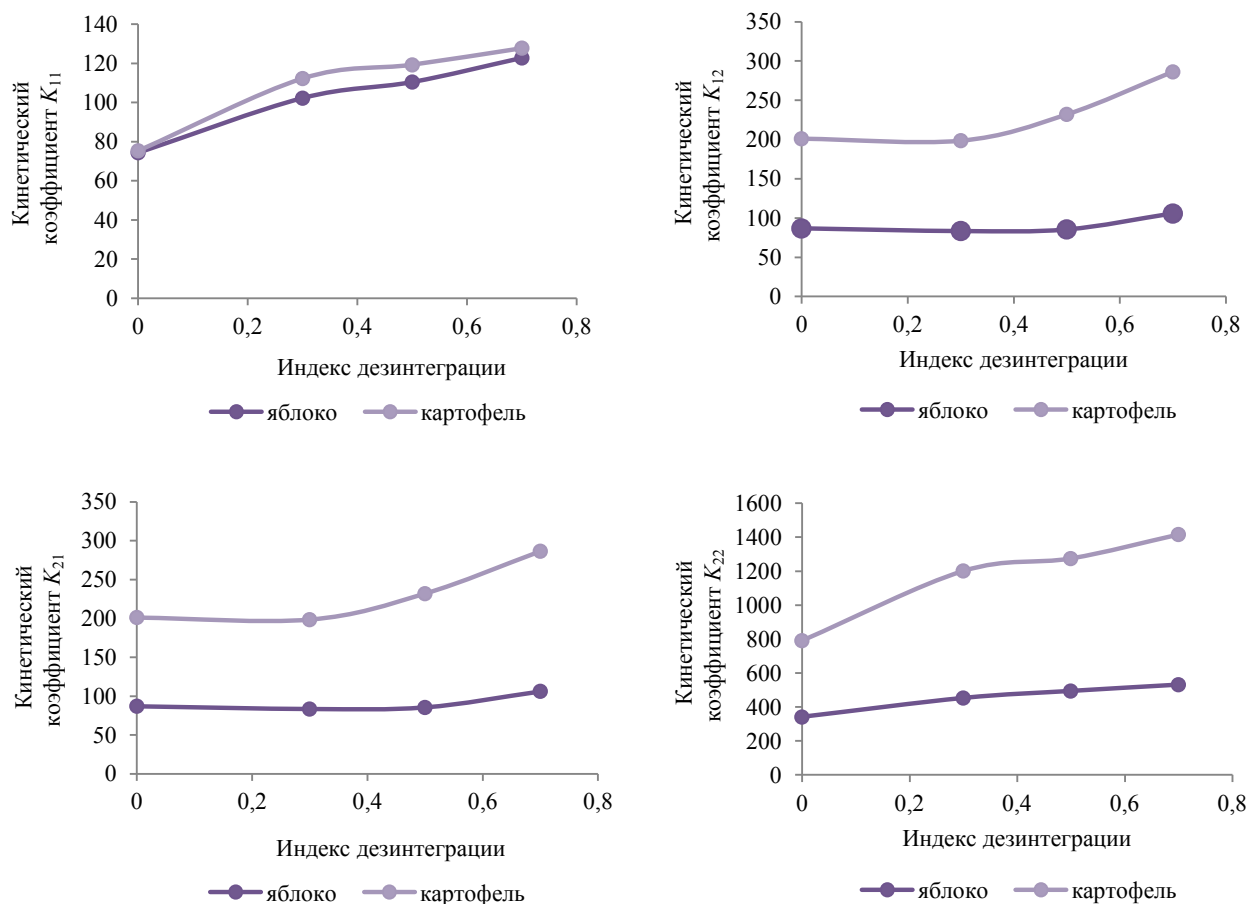 140
120
100
80
60
40
20
0
0
0,2
0,4
0,6
0,8
Кинетический
коэффициент K11
Индекс дезинтеграции
яблоко
картофель
350
300
250
200
150
100
50
0
0
0,2
0,4
0,6
0,8
Кинетический
коэффициент K12
Индекс дезинтеграции
яблоко
картофель
350
300
250
200
150
100
50
0
0
0,2
0,4
0,6
0,8
Кинетический
коэффициент K21
Индекс дезинтеграции
яблоко
картофель
1600
1400
1200
1000
800
600
400
200
0
0
0,2
0,4
0,6
0,8
Кинетический
коэффициент K22
Индекс дезинтеграции
яблоко
картофель